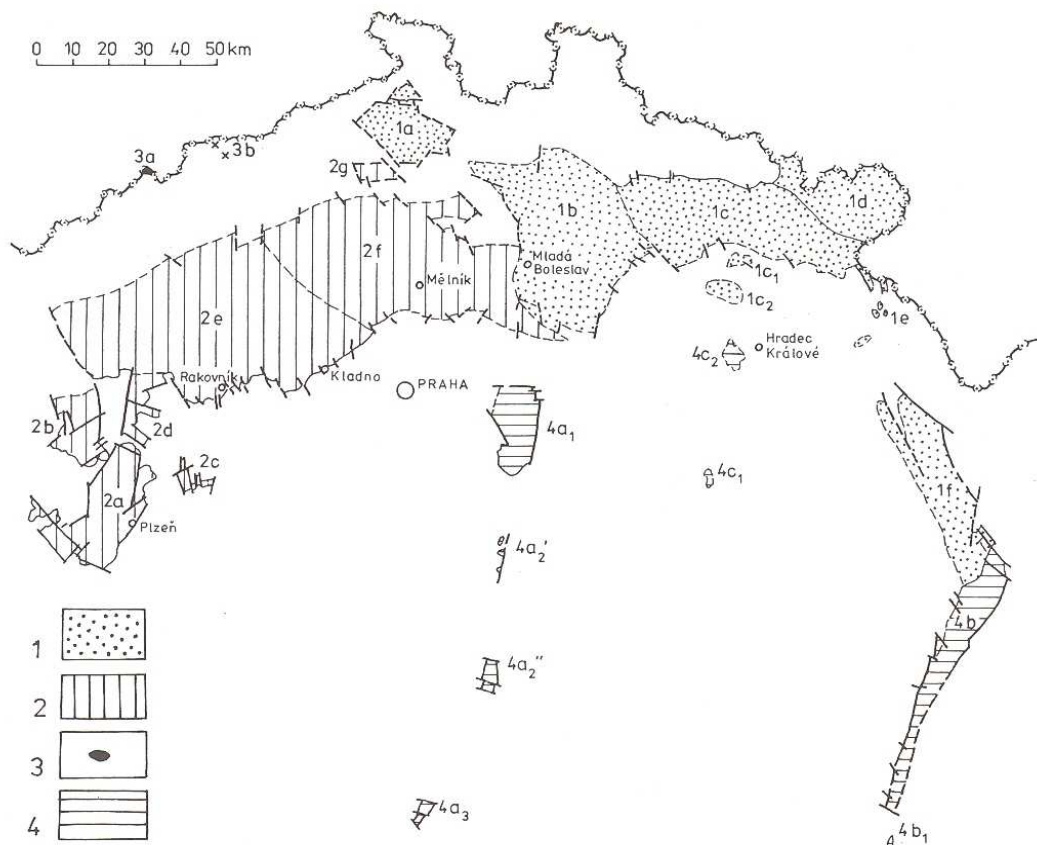 0 10 20 30 40 50 km
1a
3a
3b
2g
1b
1c
1d
2f
Mladá
Boleslav
1c₁
Mělník
1c₂
1e
2e
4c₂
Hradec
Králové
Rakovník
Kladno
PRAHA
2b
2d
4a₁
2c
4c₁
1f
2a
Plzeň
4a₂'
1
4b
2
4a₂''
3
4
4a₃
4b₁